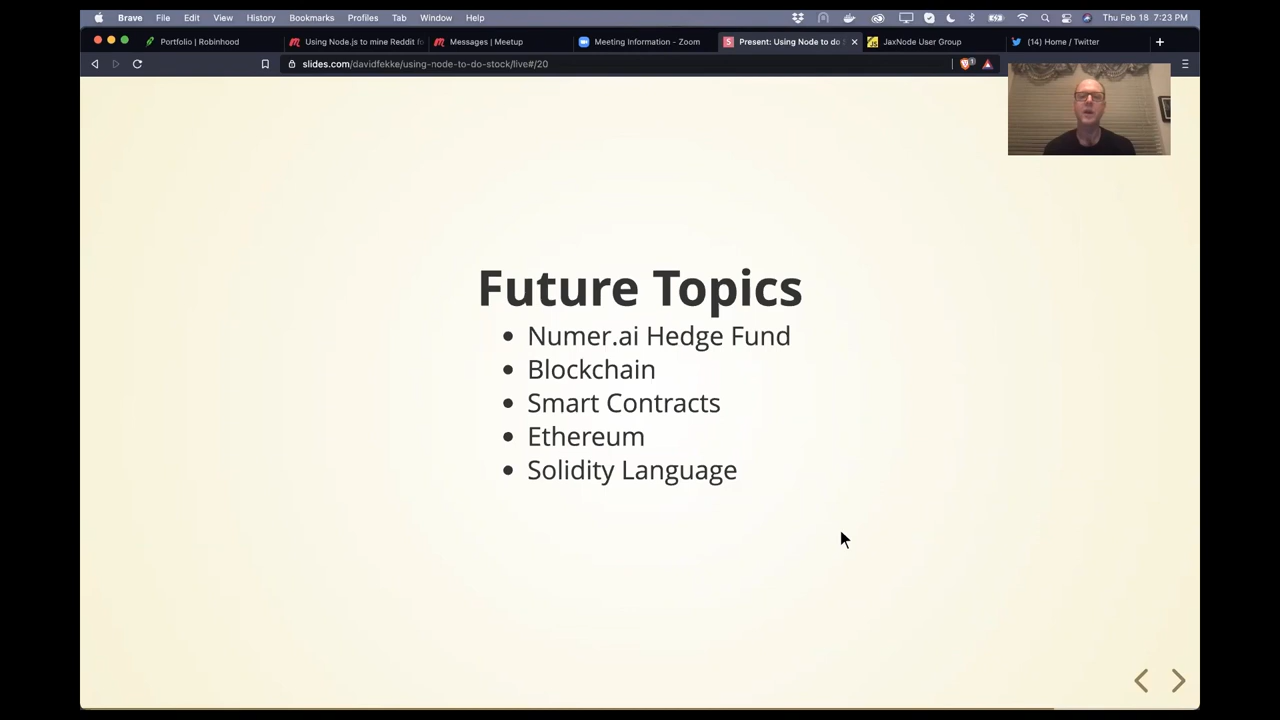 Brave File Edit View History Bookmarks Profiles Tab Window Help Thu Feb 18 7:23 PM
Portfolio | Robinhood Using Node.js to mine Reddit fo Messages | Meetup Meeting Information - Zoom Present: Using Node to do JaxNode User Group (14) Home / Twitter
slides.com/davidfekke/using-node-to-do-stock/live#/20
Future Topics
Numer.ai Hedge Fund
Blockchain
Smart Contracts
Ethereum
Solidity Language